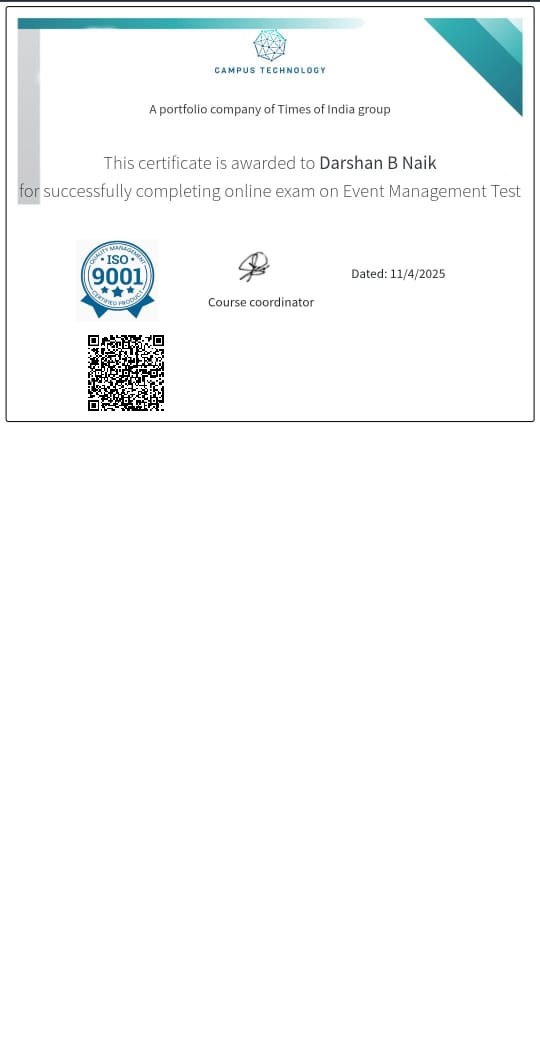 CAMPUS TECHNOLOGY
A portfolio company of Times of India group
This certificate is awarded to Darshan B Naik
for successfully completing online exam on Event Management Test
QUALITY MANAGEMENT
ISO
9001
CERTIFIED PRODUCT
Dated: 11/4/2025
Course coordinator